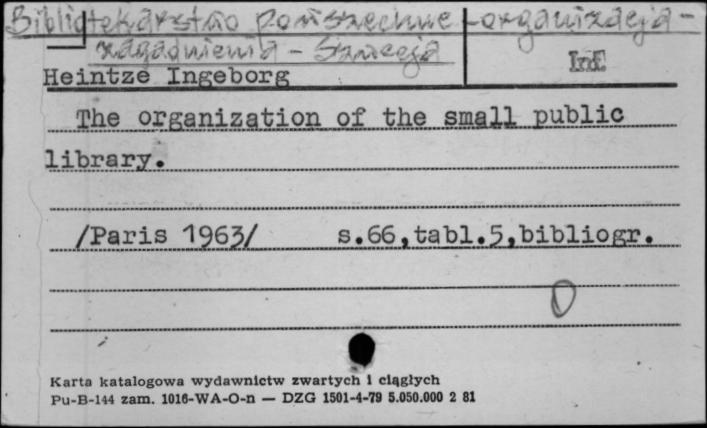 Bibliotekarstwo powszechne - organizacja -
zagadnienia - Szwecja
Inf.
Heintze Ingeborg
The organization of the small public
library.
/Paris 1963/ s.66,tabl.5,bibliogr.
Karta katalogowa wydawnictw zwartych i ciągłych
Pu-B-144 zam. 1016-WA-O-n — DZG 1501-4-79 5.050.000 2 81